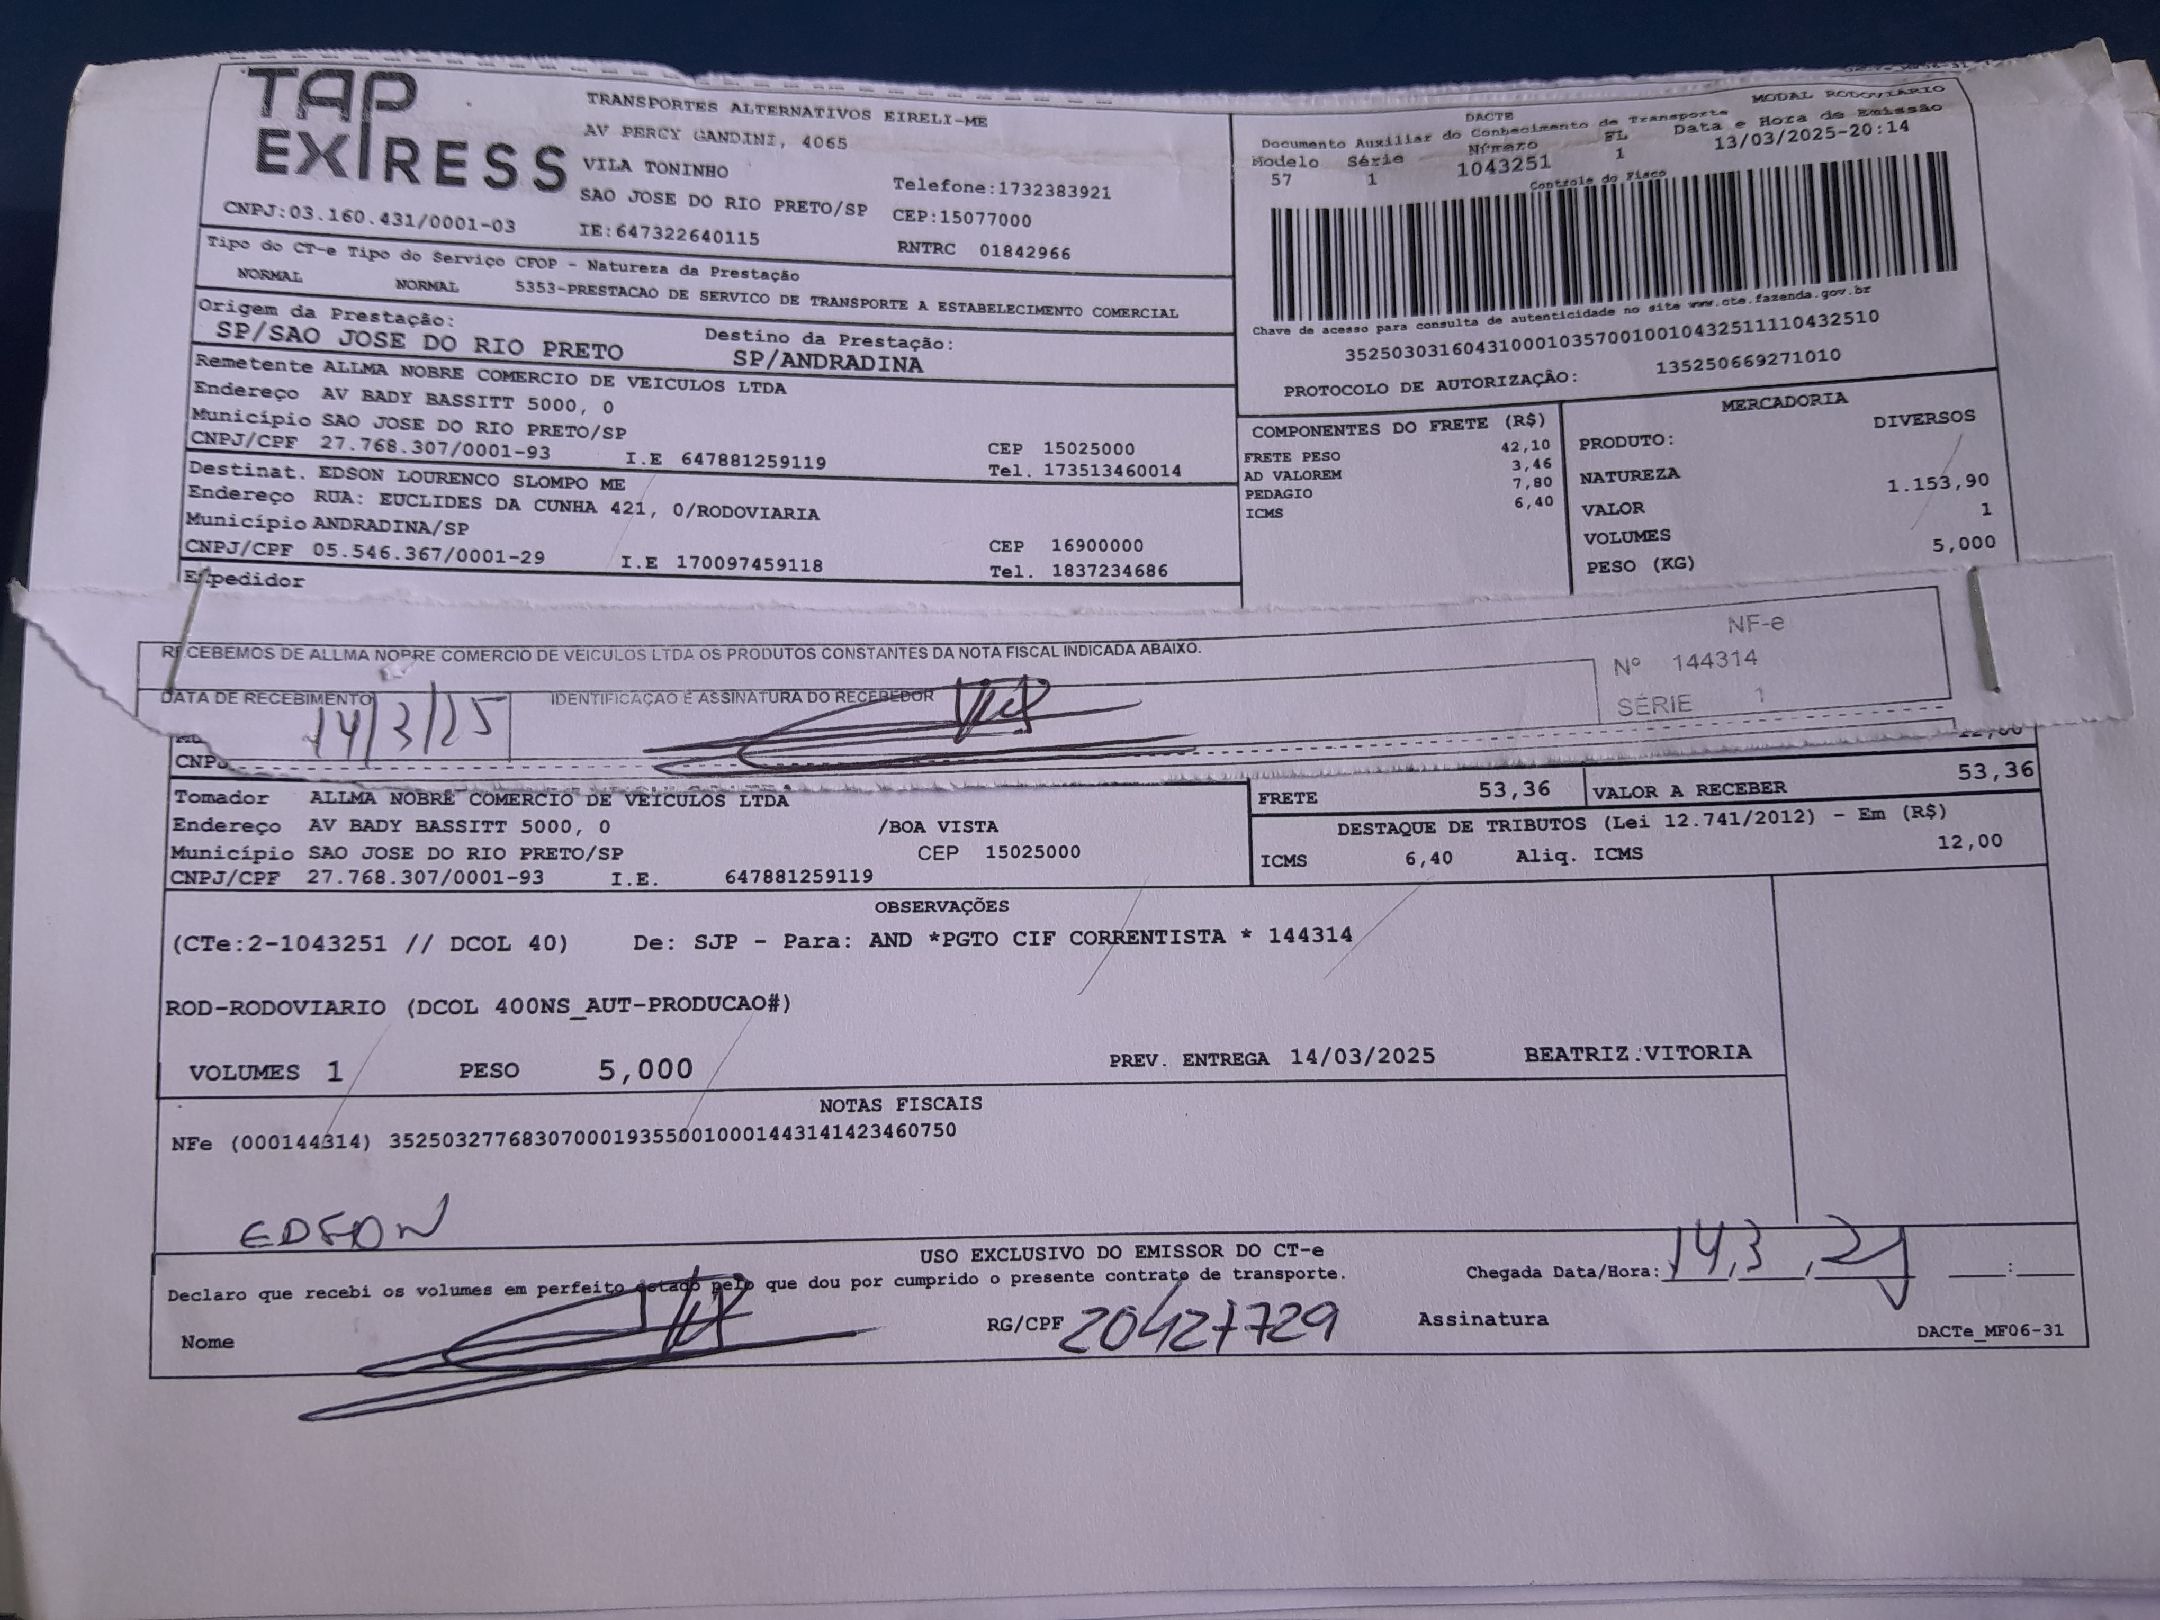 TAP EXPRESS
TRANSPORTES ALTERNATIVOS EIRELI-ME
AV PERCY GANDINI, 4065
VILA TONINHO
SAO JOSE DO RIO PRETO/SP
Telefone:1732383921
CEP:15077000
CNPJ:03.160.431/0001-03 IE:647322640115 RNTRC 01842966
Tipo do CT-e Tipo do Serviço CFOP - Natureza da Prestação
NORMAL NORMAL 5353-PRESTACAO DE SERVICO DE TRANSPORTE A ESTABELECIMENTO COMERCIAL
Origem da Prestação: Destino da Prestação:
SP/SAO JOSE DO RIO PRETO SP/ANDRADINA
Remetente ALLMA NOBRE COMERCIO DE VEICULOS LTDA
Endereço AV BADY BASSITT 5000, 0
Município SAO JOSE DO RIO PRETO/SP CEP 15025000
CNPJ/CPF 27.768.307/0001-93 I.E 647881259119 Tel. 173513460014
Destinat. EDSON LOURENCO SLOMPO ME
Endereço RUA: EUCLIDES DA CUNHA 421, 0/RODOVIARIA
Município ANDRADINA/SP CEP 16900000
CNPJ/CPF 05.546.367/0001-29 I.E 170097459118 Tel. 1837234686
Expedidor
DACTE MODAL RODOVIARIO
Documento Auxiliar do Conhecimento de Transporte
Modelo Série Número FL Data e Hora de Emissão
57 1 1043251 1 13/03/2025-20:14
Controle do Fisco
Chave de acesso para consulta de autenticidade no site www.cte.fazenda.gov.br
35250303160431000103570010010432511110432510
PROTOCOLO DE AUTORIZAÇÃO: 135250669271010
COMPONENTES DO FRETE (R$)
FRETE PESO 42,10
AD VALOREM 3,46
PEDAGIO 7,80
ICMS 6,40
MERCADORIA
PRODUTO: DIVERSOS
NATUREZA
VALOR 1.153,90
VOLUMES 1
PESO (KG) 5,000
RECEBEMOS DE ALLMA NOBRE COMERCIO DE VEICULOS LTDA OS PRODUTOS CONSTANTES DA NOTA FISCAL INDICADA ABAIXO.
NF-e
Nº 144314
SÉRIE 1
DATA DE RECEBIMENTO IDENTIFICAÇÃO E ASSINATURA DO RECEBEDOR
14/3/25
Tomador ALLMA NOBRE COMERCIO DE VEICULOS LTDA
Endereço AV BADY BASSITT 5000, 0 /BOA VISTA
Município SAO JOSE DO RIO PRETO/SP CEP 15025000
CNPJ/CPF 27.768.307/0001-93 I.E. 647881259119
FRETE 53,36 VALOR A RECEBER 53,36
DESTAQUE DE TRIBUTOS (Lei 12.741/2012) - Em (R$)
ICMS 6,40 Aliq. ICMS 12,00
OBSERVAÇÕES
(CTe:2-1043251 // DCOL 40) De: SJP - Para: AND *PGTO CIF CORRENTISTA * 144314
ROD-RODOVIARIO (DCOL 400NS_AUT-PRODUCAO#)
VOLUMES 1 PESO 5,000 PREV. ENTREGA 14/03/2025 BEATRIZ.VITORIA
NOTAS FISCAIS
NFe (000144314) 35250327768307000193550010001443141423460750
EDSON
USO EXCLUSIVO DO EMISSOR DO CT-e
Declaro que recebi os volumes em perfeito estado pelo que dou por cumprido o presente contrato de transporte.
Chegada Data/Hora: 14,3,
Nome RG/CPF 20427729 Assinatura
DACTe_MF06-31